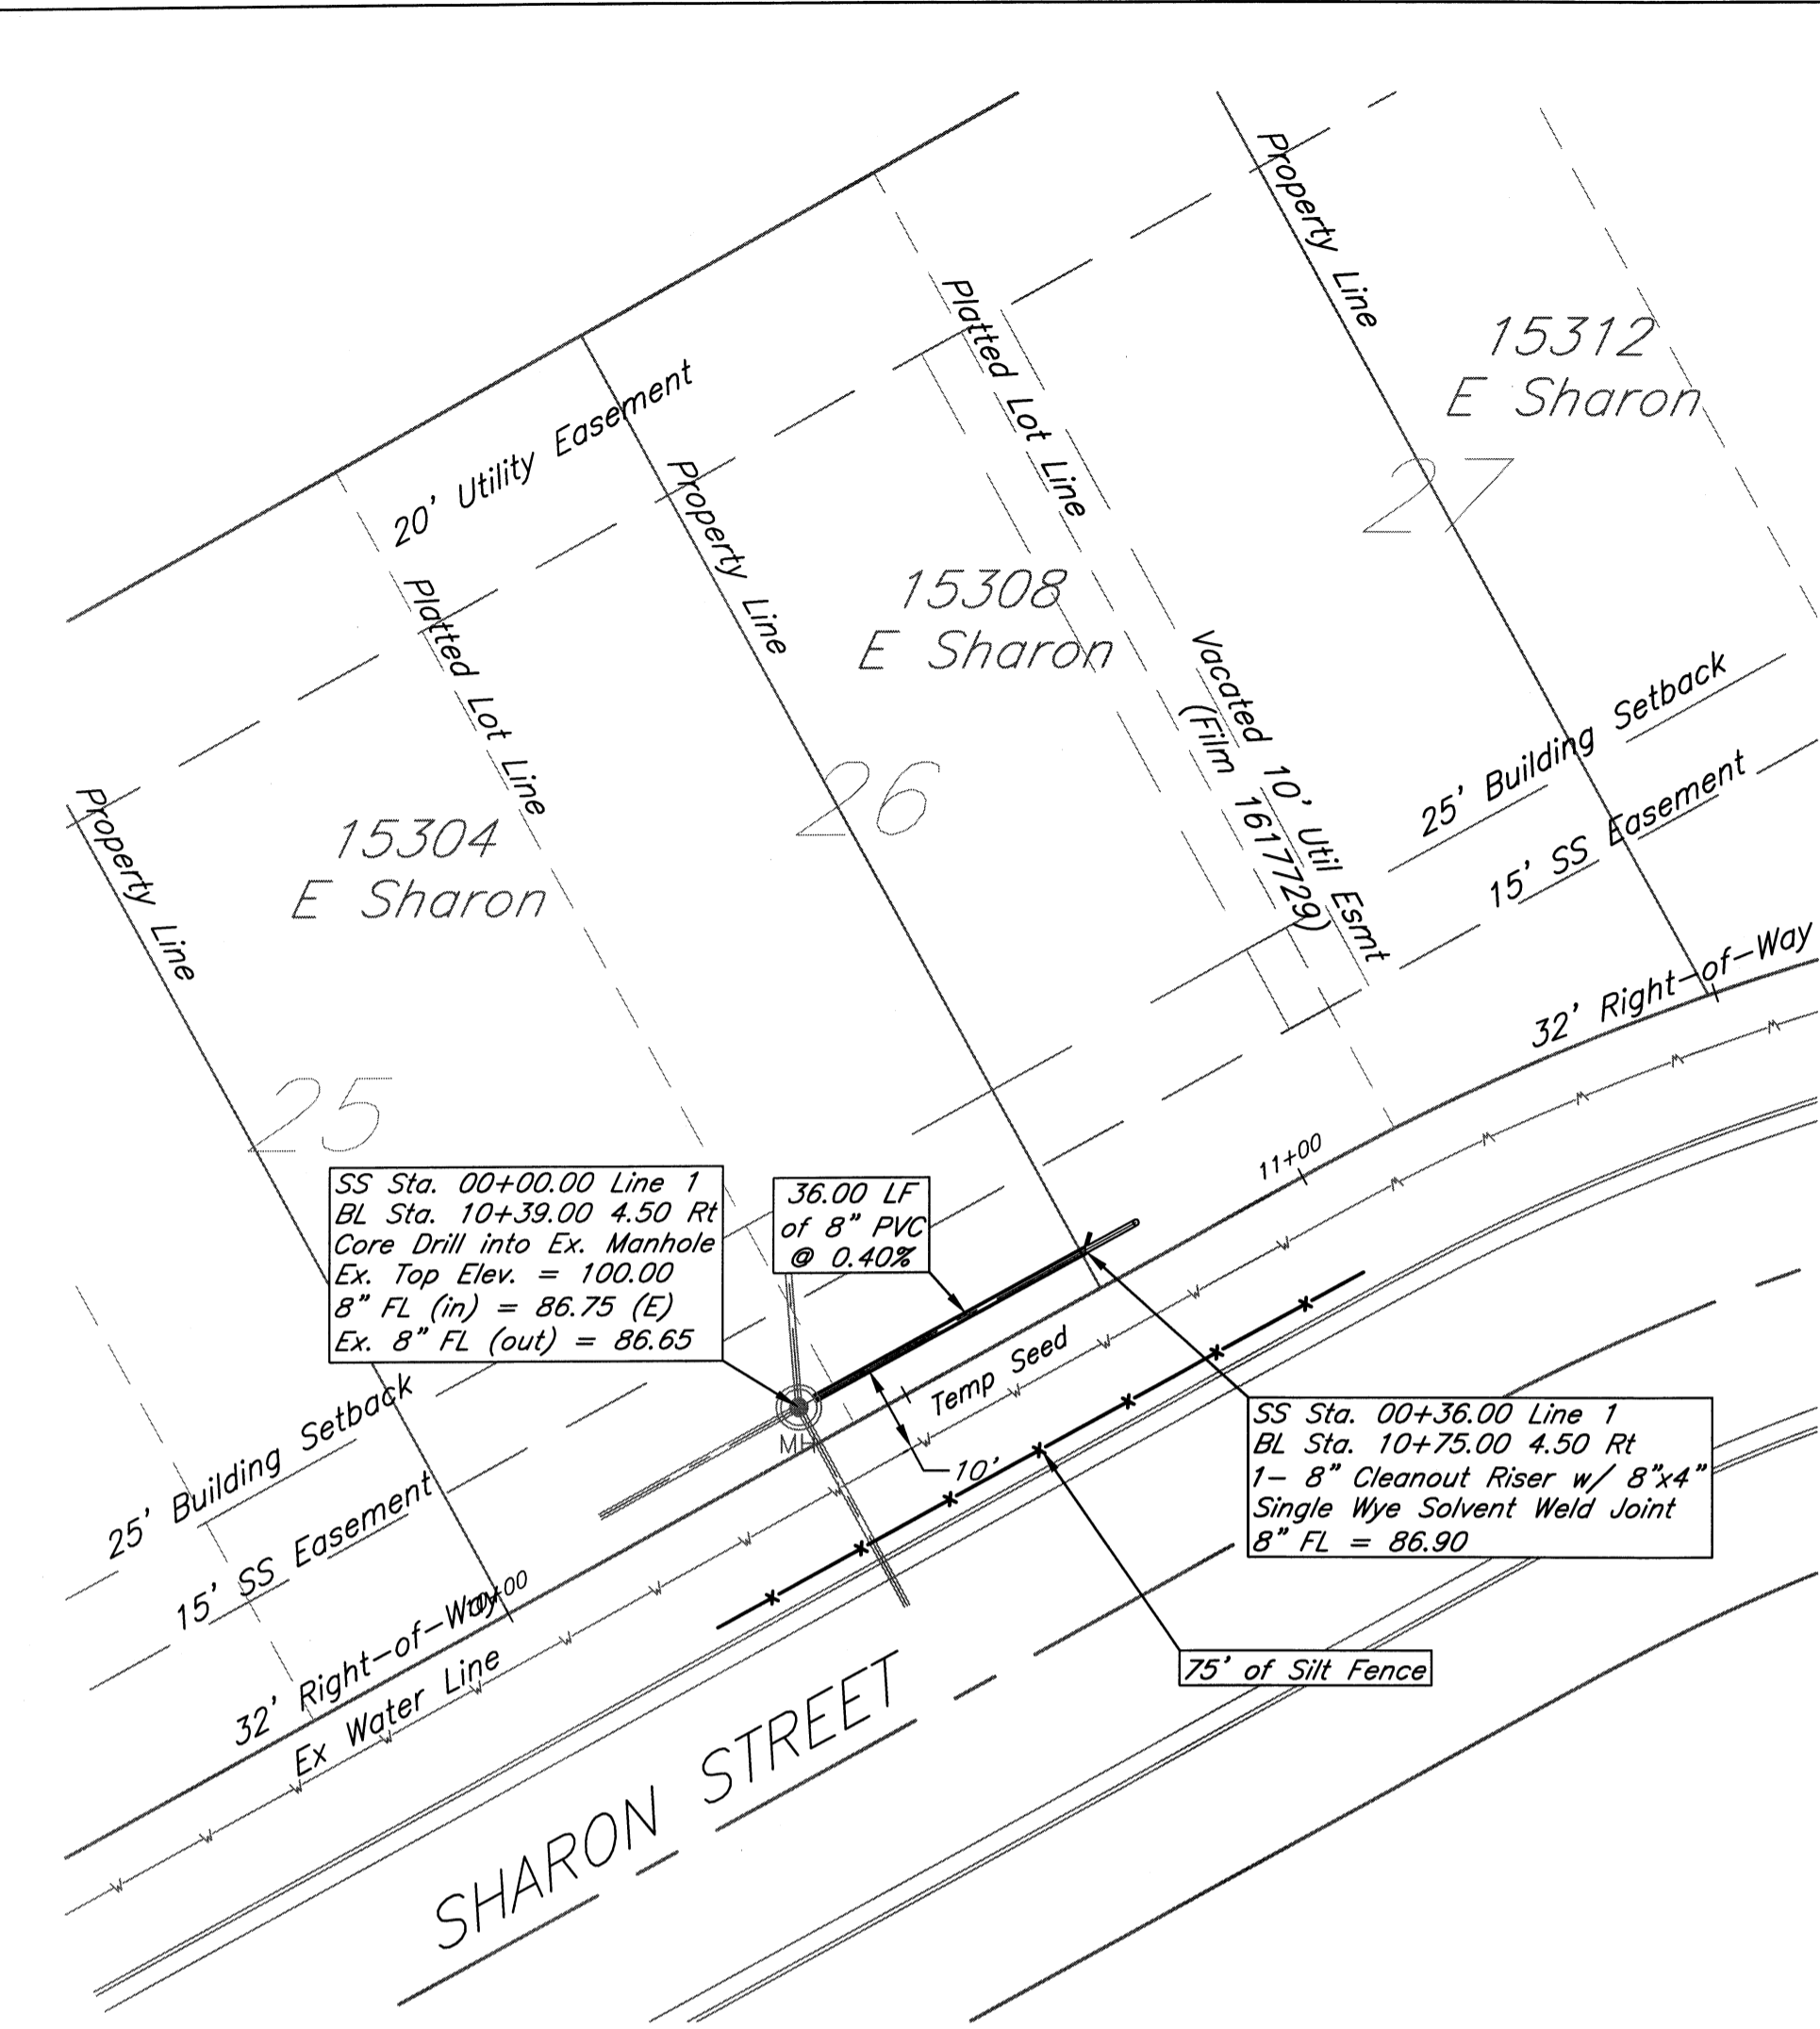 Property Line
15312
E Sharon
27
Platted Lot Line
20' Utility Easement
Property Line
15308
E Sharon
26
Platted Lot Line
Vacated 10' Util Esmt
(Film 1617729)
25' Building Setback
15' SS Easement
32' Right-of-Way
Property Line
15304
E Sharon
25
11+00
SS Sta. 00+00.00 Line 1
BL Sta. 10+39.00 4.50 Rt
Core Drill into Ex. Manhole
Ex. Top Elev. = 100.00
8" FL (in) = 86.75 (E)
Ex. 8" FL (out) = 86.65
36.00 LF
of 8" PVC
@ 0.40%
Temp Seed
MH
10'
SS Sta. 00+36.00 Line 1
BL Sta. 10+75.00 4.50 Rt
1- 8" Cleanout Riser w/ 8"x4"
Single Wye Solvent Weld Joint
8" FL = 86.90
25' Building Setback
15' SS Easement
32' Right-of-Way
10+00
Ex Water Line
W W W W W W W W W W W W W W W W W W W
75' of Silt Fence
SHARON STREET